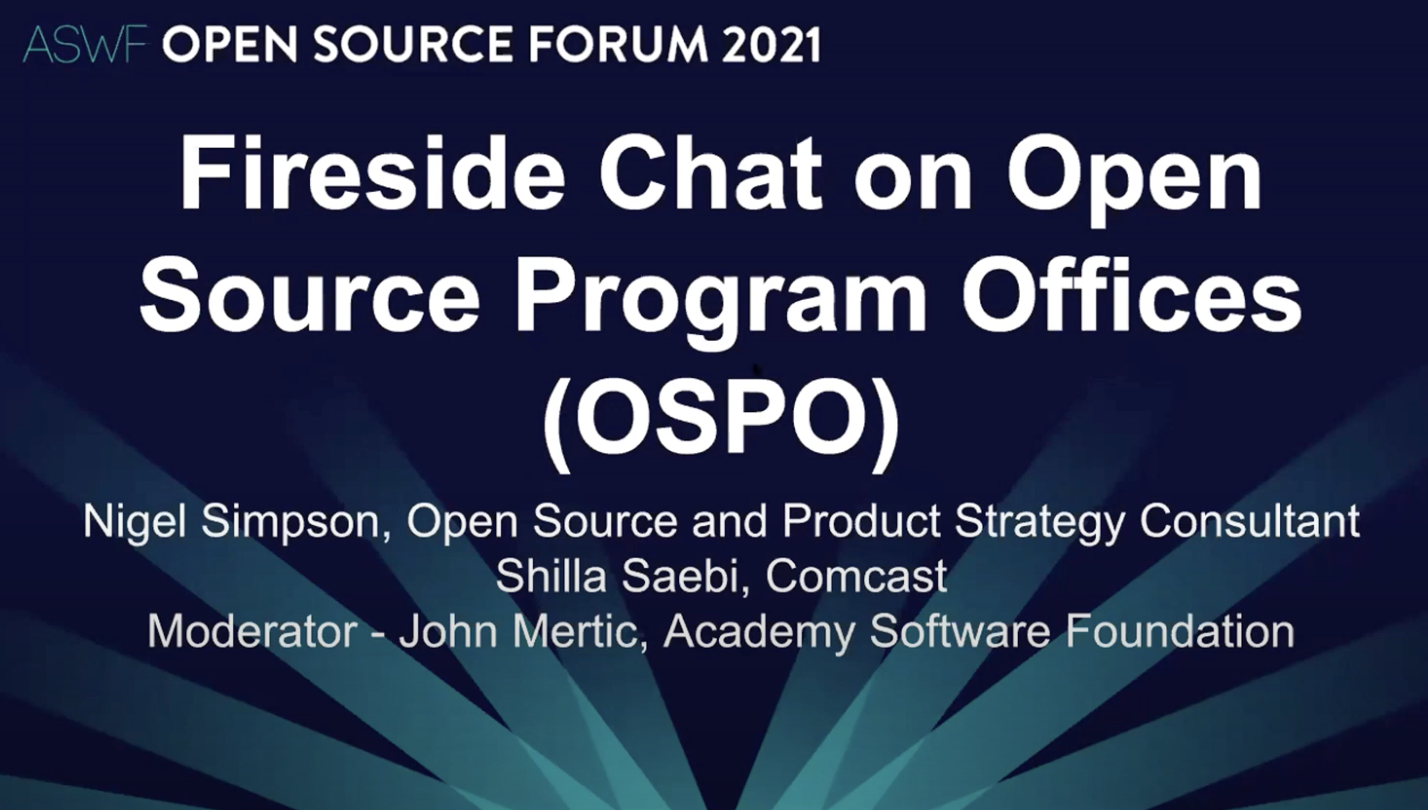 ASWF OPEN SOURCE FORUM 2021
Fireside Chat on Open
Source Program Offices
(OSPO)
Nigel Simpson, Open Source and Product Strategy Consultant
Shilla Saebi, Comcast
Moderator - John Mertic, Academy Software Foundation